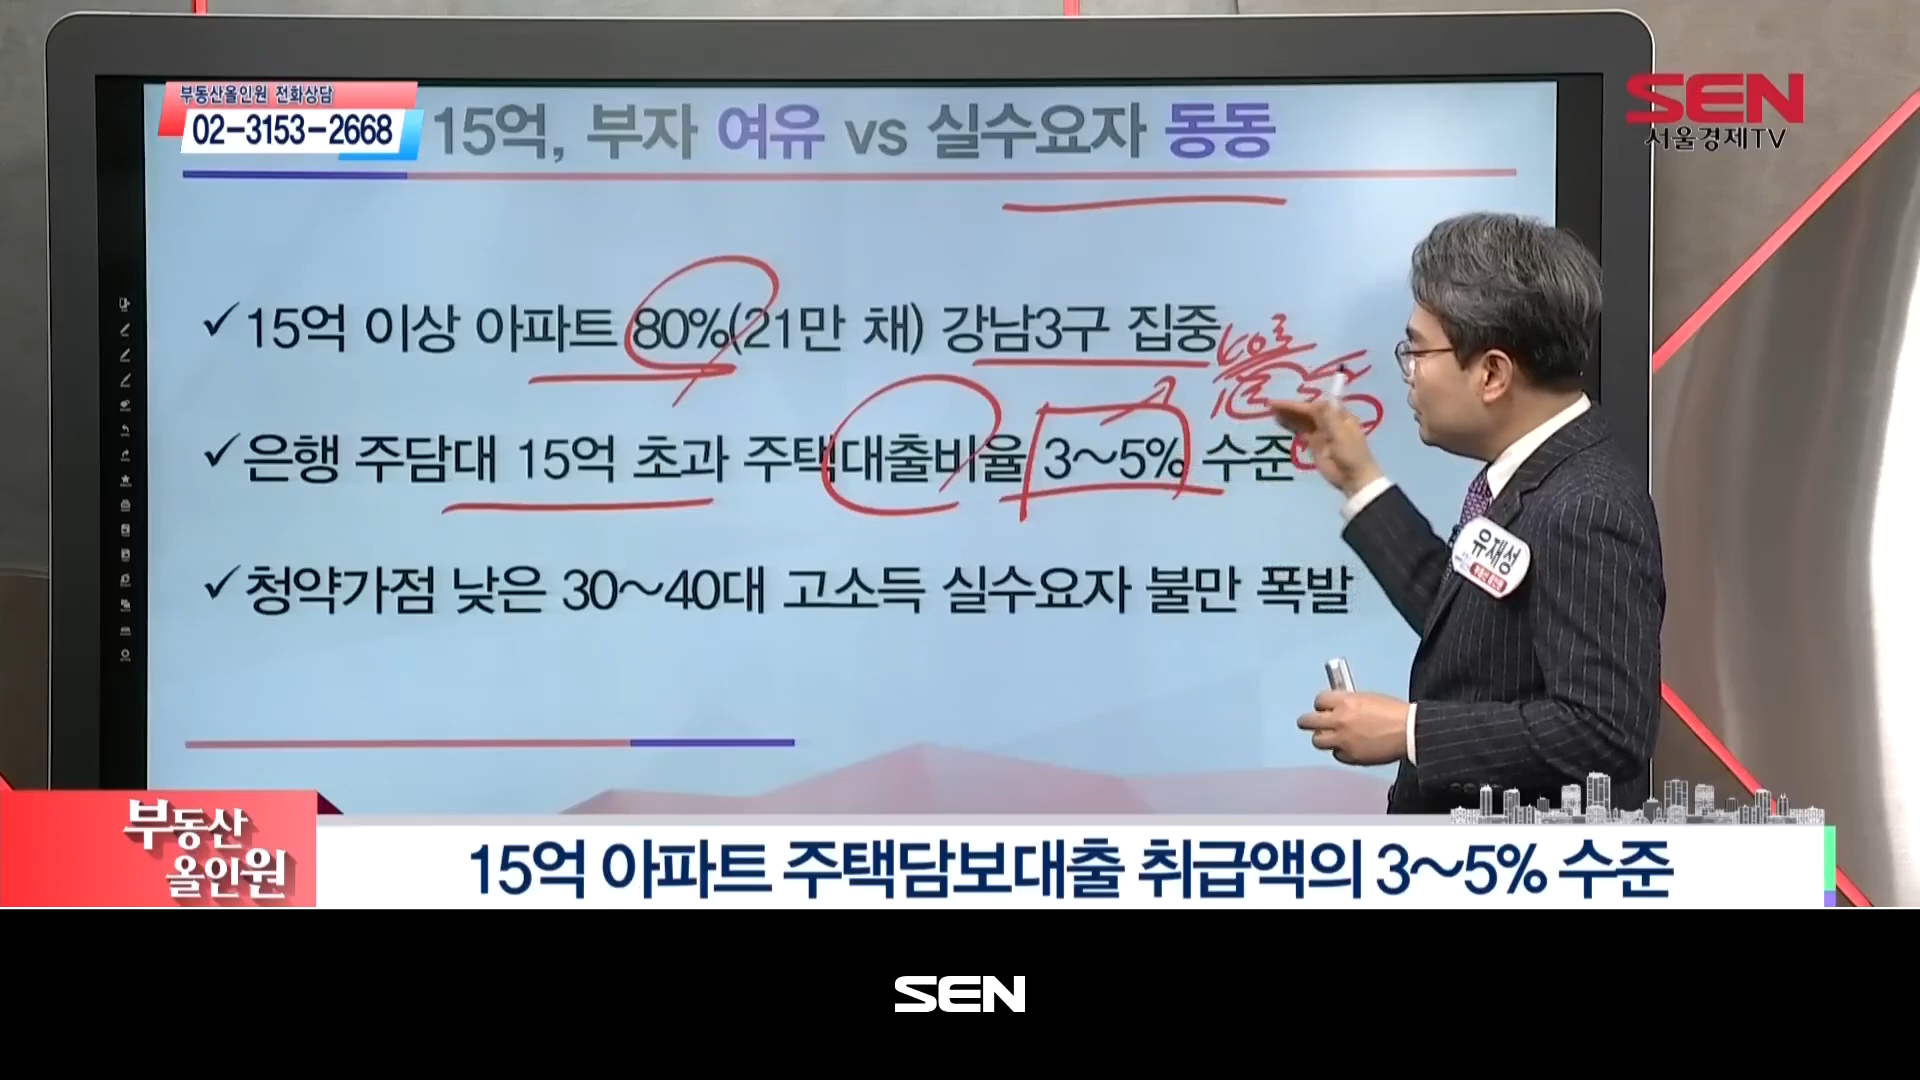 부동산올인원 전화상담
02-3153-2668
15억, 부자 여유 vs 실수요자 동동
SEN
서울경제TV
✓15억 이상 아파트 80%(21만 채) 강남3구 집중
✓은행 주담대 15억 초과 주택대출비율 3~5% 수준
✓청약가점 낮은 30~40대 고소득 실수요자 불만 폭발
유재성
부동산
올인원
15억 아파트 주택담보대출 취급액의 3~5% 수준
SEN